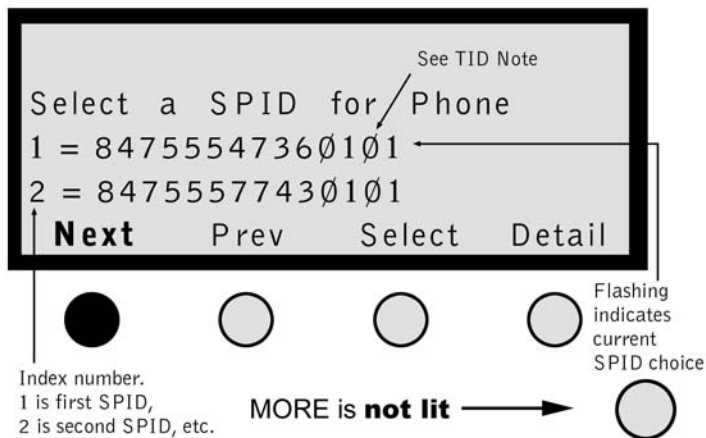 See TID Note
Select a SPID for Phone
1 = 8475554736Ø1Ø1
2 = 8475557743Ø1Ø1
Next Prev Select Detail
Flashing
indicates
current
SPID choice
Index number.
1 is first SPID,
2 is second SPID, etc.
MORE is not lit